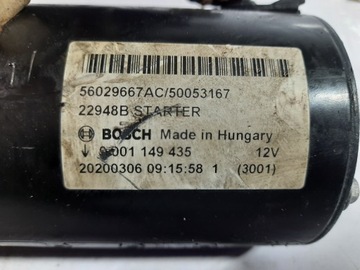 56029667AC/50053167
22948B STARTER
BOSCH Made in Hungary
0 001 149 435 12V
20200306 09:15:58 1 (3001)